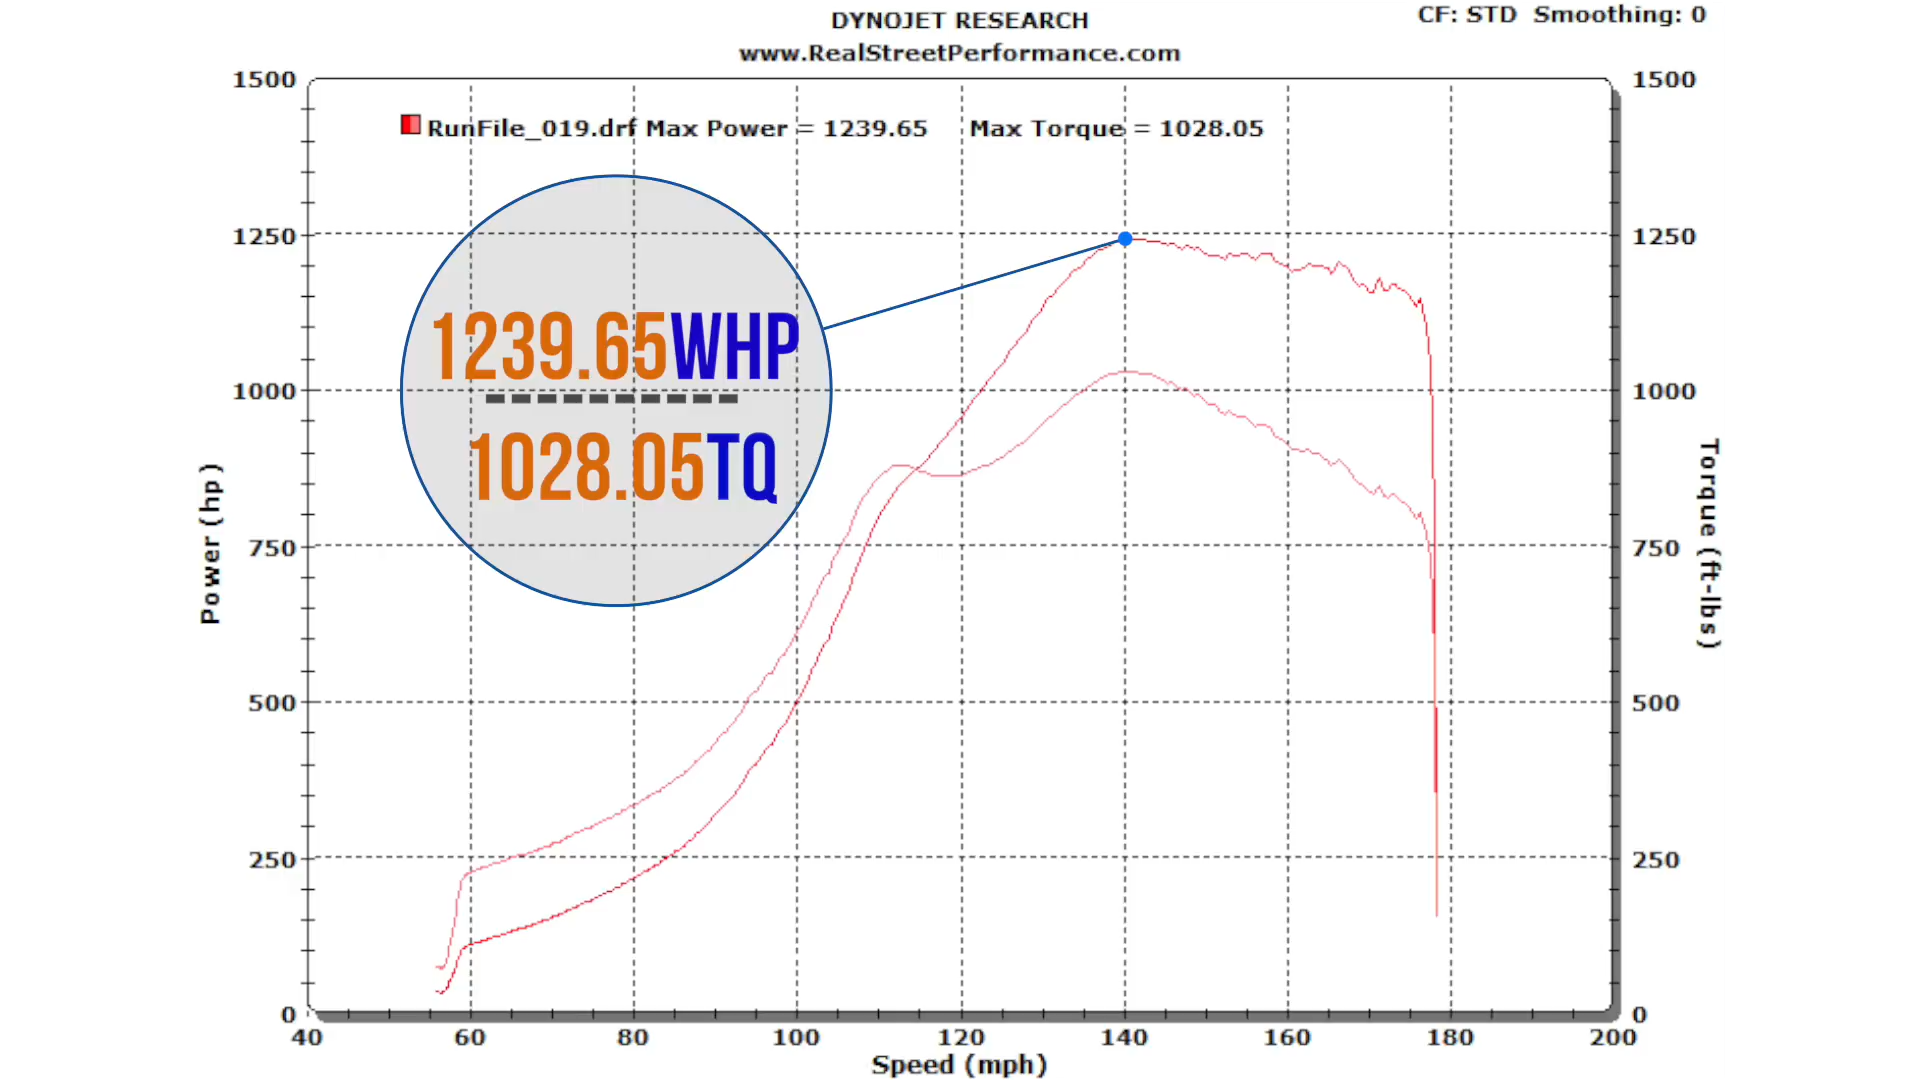 DYNOJET RESEARCH
CF: STD Smoothing: 0
www.RealStreetPerformance.com
RunFile_019.drf Max Power = 1239.65 Max Torque = 1028.05
1239.65WHP
1028.05TQ
Power (hp)
1500
1250
1000
750
500
250
0
1500
1250
1000
750
500
250
0
Torque (ft-lbs)
40 60 80 100 120 140 160 180 200
Speed (mph)